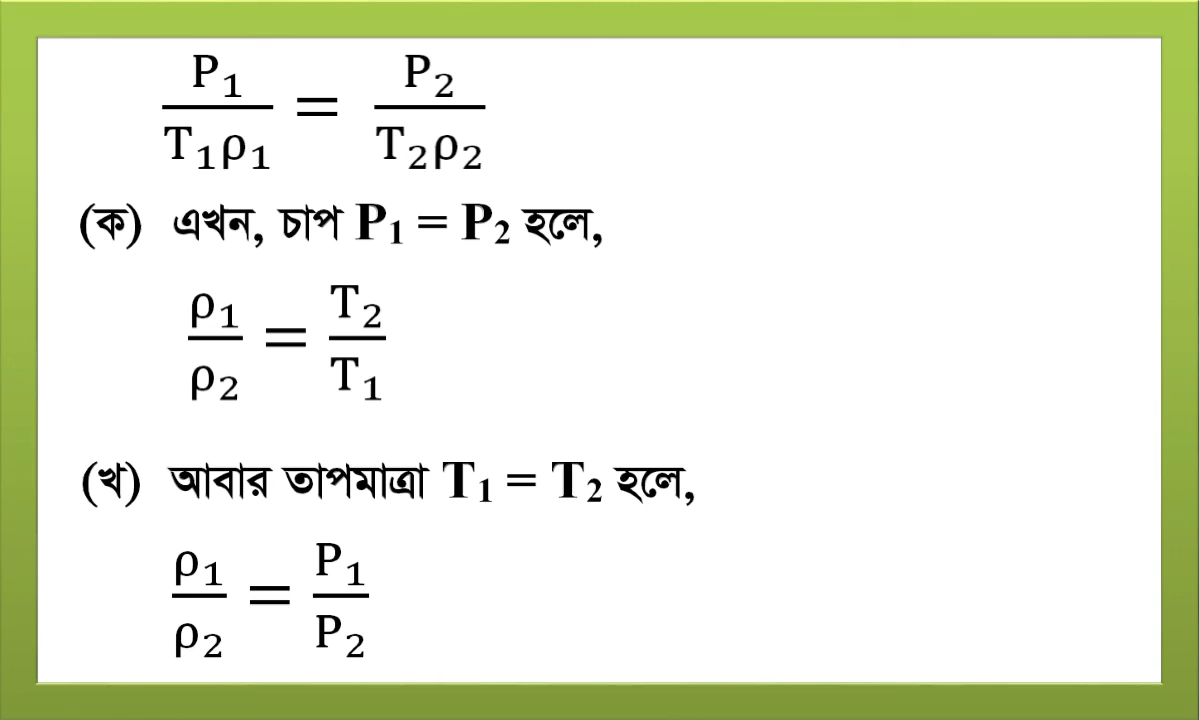 P₁/T₁ρ₁ = P₂/T₂ρ₂
(ক) এখন, চাপ P₁ = P₂ হলে,
ρ₁/ρ₂ = T₂/T₁
(খ) আবার তাপমাত্রা T₁ = T₂ হলে,
ρ₁/ρ₂ = P₁/P₂